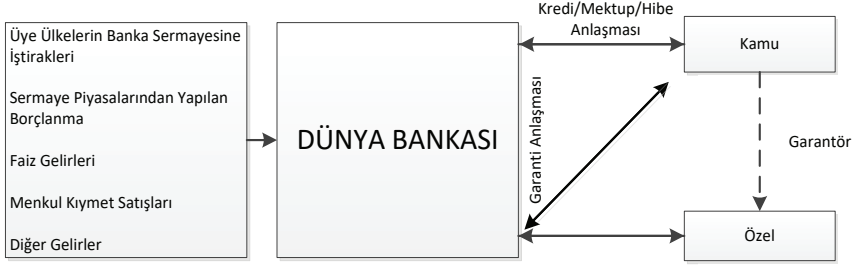 Üye Ülkelerin Banka Sermayesine
İştirakleri
Sermaye Piyasalarından Yapılan
Borçlanma
Faiz Gelirleri
Menkul Kıymet Satışları
Diğer Gelirler
DÜNYA BANKASI
Kredi/Mektup/Hibe
Anlaşması
Garanti Anlaşması
Kamu
Garantör
Özel